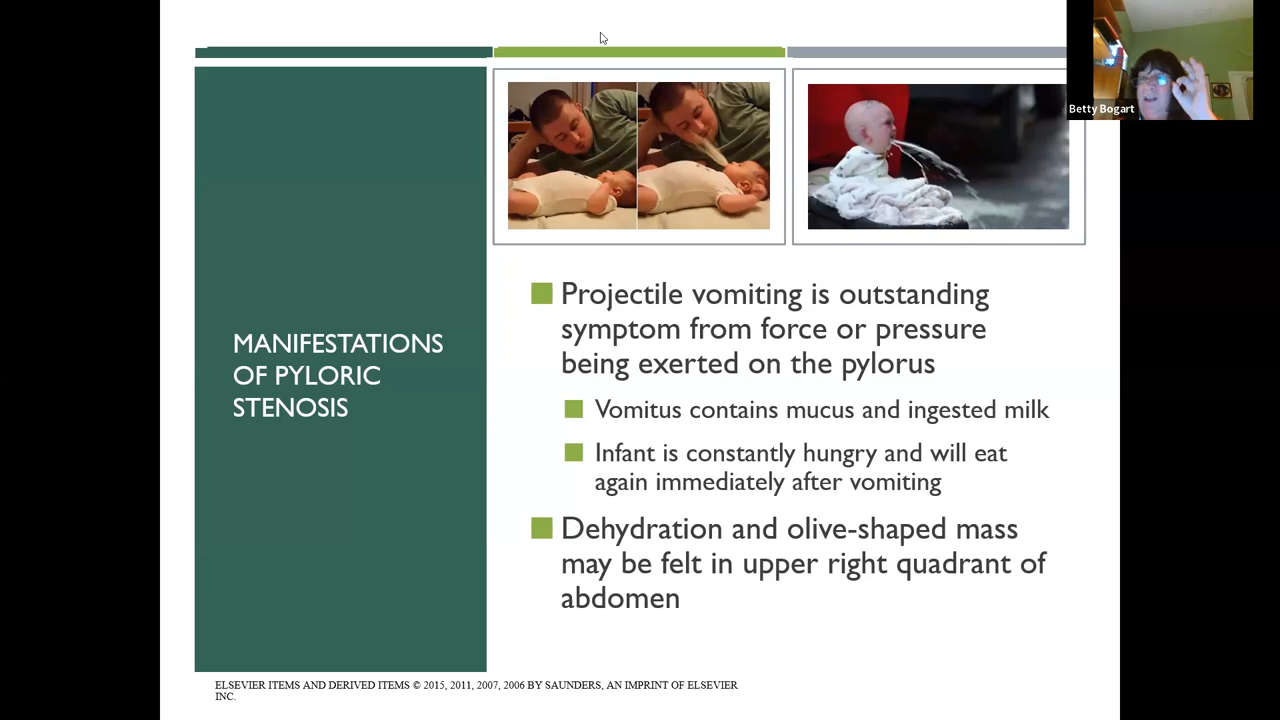 Betty Bogart
MANIFESTATIONS
OF PYLORIC
STENOSIS
Projectile vomiting is outstanding
symptom from force or pressure
being exerted on the pylorus
Vomitus contains mucus and ingested milk
Infant is constantly hungry and will eat
again immediately after vomiting
Dehydration and olive-shaped mass
may be felt in upper right quadrant of
abdomen
ELSEVIER ITEMS AND DERIVED ITEMS © 2015, 2011, 2007, 2006 BY SAUNDERS, AN IMPRINT OF ELSEVIER
INC.